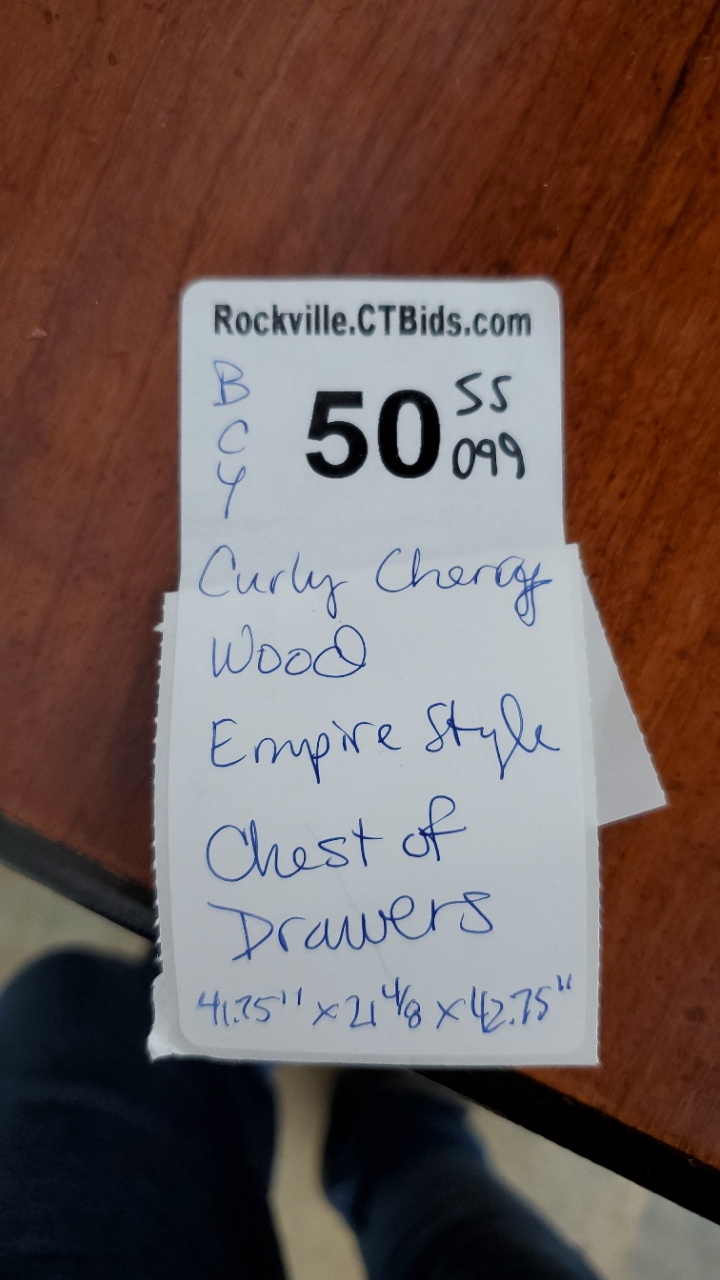 Rockville.CTBids.com
B
C
Y
50
SS
099
Curly Cherry
Wood
Empire Style
Chest of
Drawers
41.75" x 21 4/8 x 42.75"